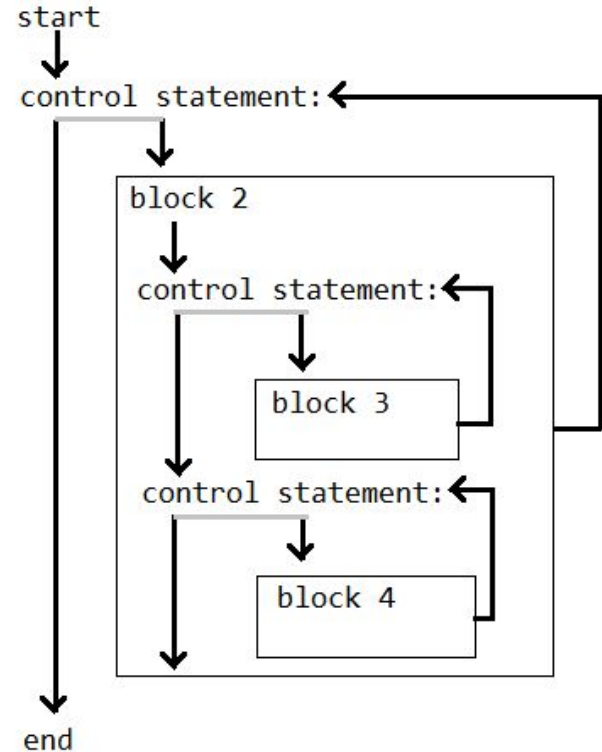 start
control statement:
block 2
control statement:
block 3
control statement:
block 4
end